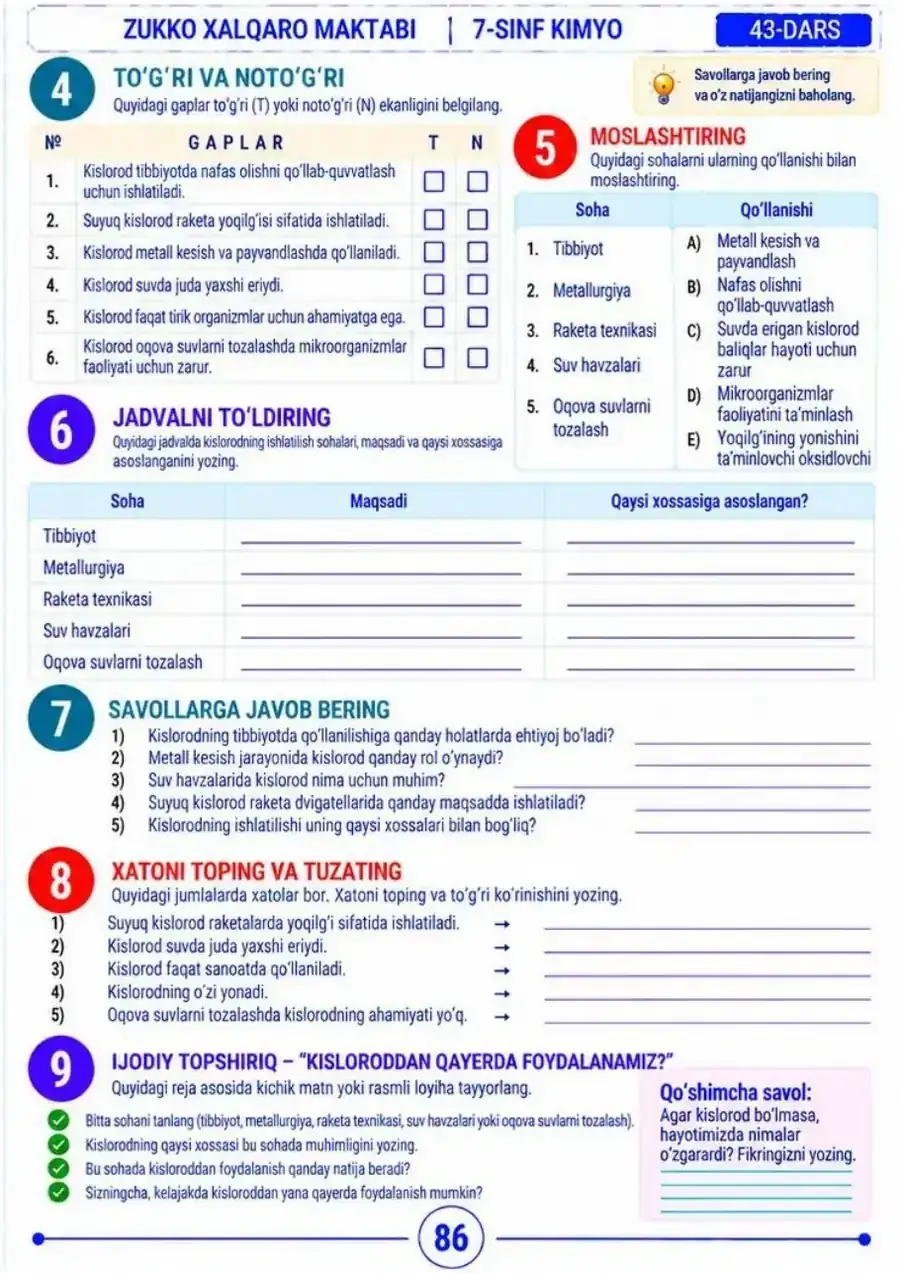 ZUKKO XALQARO MAKTABI | 7-SINF KIMYO
43-DARS
4
TO‘G‘RI VA NOTO‘G‘RI
Quyidagi gaplar to‘g‘ri (T) yoki noto‘g‘ri (N) ekanligini belgilang.
Savollarga javob bering
va o‘z natijangizni baholang.
№ GAPLAR T N
1. Kislorod tibbiyotda nafas olishni qo‘llab-quvvatlash
uchun ishlatiladi.
2. Suyuq kislorod raketa yoqilg‘isi sifatida ishlatiladi.
3. Kislorod metall kesish va payvandlashda qo‘llaniladi.
4. Kislorod suvda juda yaxshi eriydi.
5. Kislorod faqat tirik organizmlar uchun ahamiyatga ega.
6. Kislorod oqova suvlarni tozalashda mikroorganizmlar
faoliyati uchun zarur.
5
MOSLASHTIRING
Quyidagi sohalarni ularning qo‘llanishi bilan
moslashtiring.
Soha
1. Tibbiyot
2. Metallurgiya
3. Raketa texnikasi
4. Suv havzalari
5. Oqova suvlarni
tozalash
Qo‘llanishi
A) Metall kesish va
payvandlash
B) Nafas olishni
qo‘llab-quvvatlash
C) Suvda erigan kislorod
baliqlar hayoti uchun
zarur
D) Mikroorganizmlar
faoliyatini ta’minlash
E) Yoqilg‘ining yonishini
ta’minlovchi oksidlovchi
6
JADVALNI TO‘LDIRING
Quyidagi jadvalda kislorodning ishlatilish sohalari, maqsadi va qaysi xossasiga
asoslanganini yozing.
Soha Maqsadi Qaysi xossasiga asoslangan?
Tibbiyot
Metallurgiya
Raketa texnikasi
Suv havzalari
Oqova suvlarni tozalash
7
SAVOLLARGA JAVOB BERING
1) Kislorodning tibbiyotda qo‘llanilishiga qanday holatlarda ehtiyoj bo‘ladi?
2) Metall kesish jarayonida kislorod qanday rol o‘ynaydi?
3) Suv havzalarida kislorod nima uchun muhim?
4) Suyuq kislorod raketa dvigatellarida qanday maqsadda ishlatiladi?
5) Kislorodning ishlatilishi uning qaysi xossalari bilan bog‘liq?
8
XATONI TOPING VA TUZATING
Quyidagi jumlalarda xatolar bor. Xatoni toping va to‘g‘ri ko‘rinishini yozing.
1) Suyuq kislorod raketalarda yoqilg‘i sifatida ishlatiladi. →
2) Kislorod suvda juda yaxshi eriydi. →
3) Kislorod faqat sanoatda qo‘llaniladi. →
4) Kislorodning o‘zi yonadi. →
5) Oqova suvlarni tozalashda kislorodning ahamiyati yo‘q. →
9
IJODIY TOPSHIRIQ – “KISLORODDAN QAYERDA FOYDALANAMIZ?”
Quyidagi reja asosida kichik matn yoki rasmli loyiha tayyorlang.
Bitta sohani tanlang (tibbiyot, metallurgiya, raketa texnikasi, suv havzalari yoki oqova suvlarni tozalash).
Kislorodning qaysi xossasi bu sohada muhimligini yozing.
Bu sohada kisloroddan foydalanish qanday natija beradi?
Sizningcha, kelajakda kisloroddan yana qayerda foydalanish mumkin?
Qo‘shimcha savol:
Agar kislorod bo‘lmasa,
hayotimizda nimalar
o‘zgarardi? Fikringizni yozing.
86